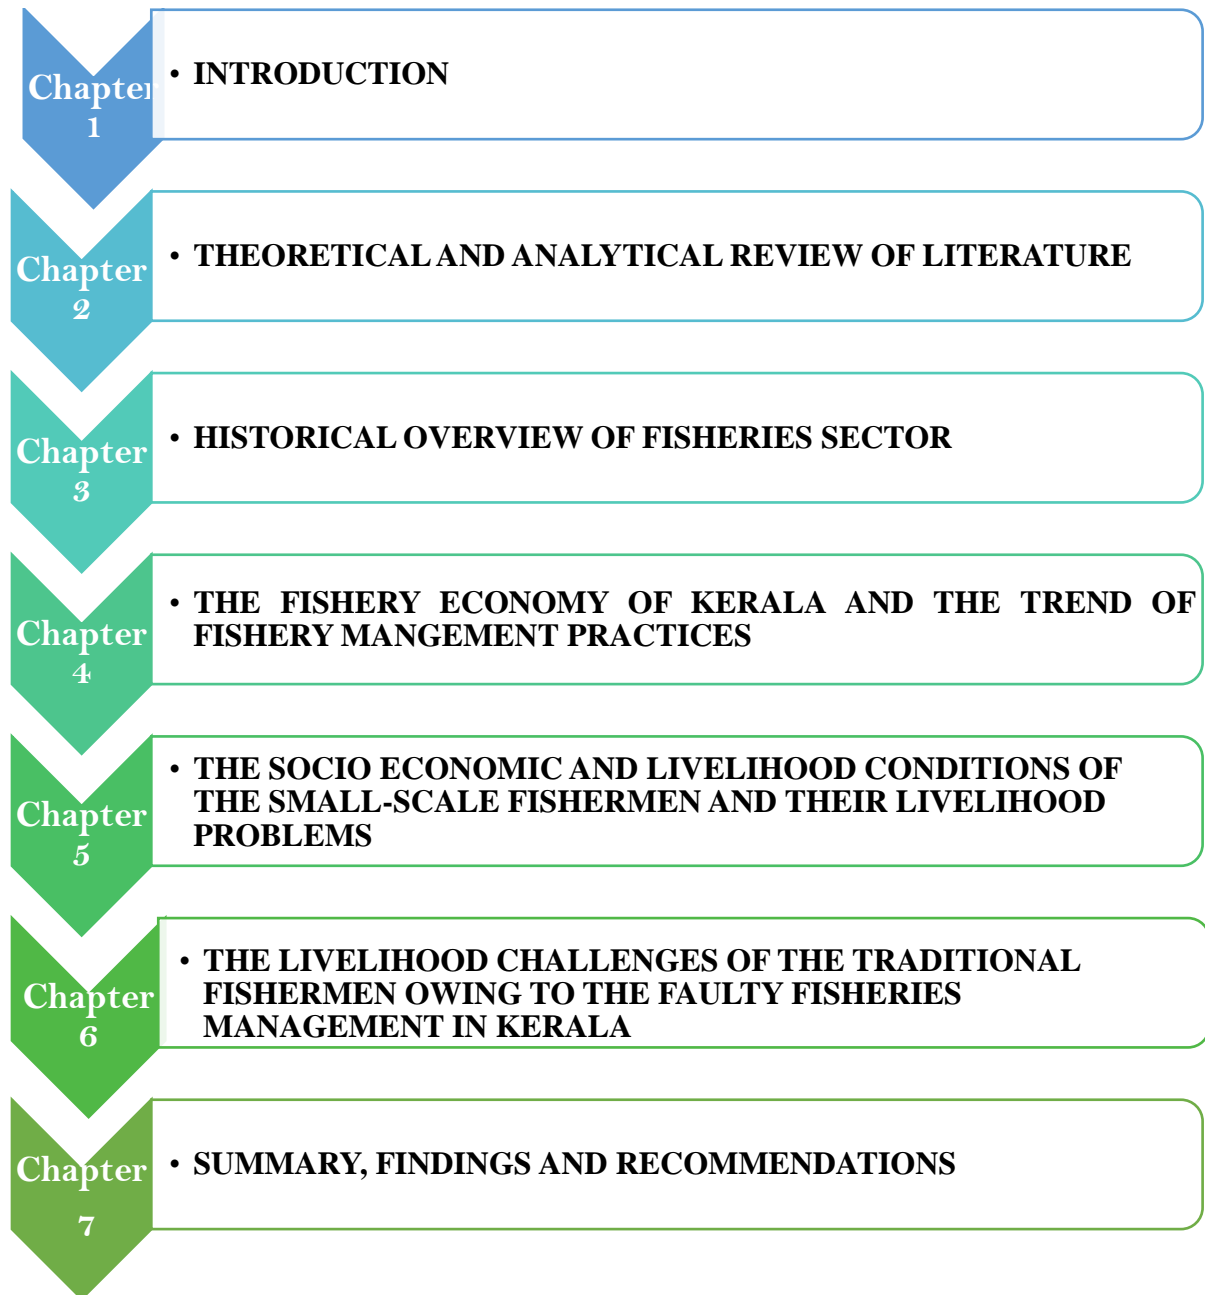 Chapter
1
• INTRODUCTION
Chapter
2
• THEORETICAL AND ANALYTICAL REVIEW OF LITERATURE
Chapter
3
• HISTORICAL OVERVIEW OF FISHERIES SECTOR
Chapter
4
• THE FISHERY ECONOMY OF KERALA AND THE TREND OF
FISHERY MANGEMENT PRACTICES
Chapter
5
• THE SOCIO ECONOMIC AND LIVELIHOOD CONDITIONS OF
THE SMALL-SCALE FISHERMEN AND THEIR LIVELIHOOD
PROBLEMS
Chapter
6
• THE LIVELIHOOD CHALLENGES OF THE TRADITIONAL
FISHERMEN OWING TO THE FAULTY FISHERIES
MANAGEMENT IN KERALA
Chapter
7
• SUMMARY, FINDINGS AND RECOMMENDATIONS